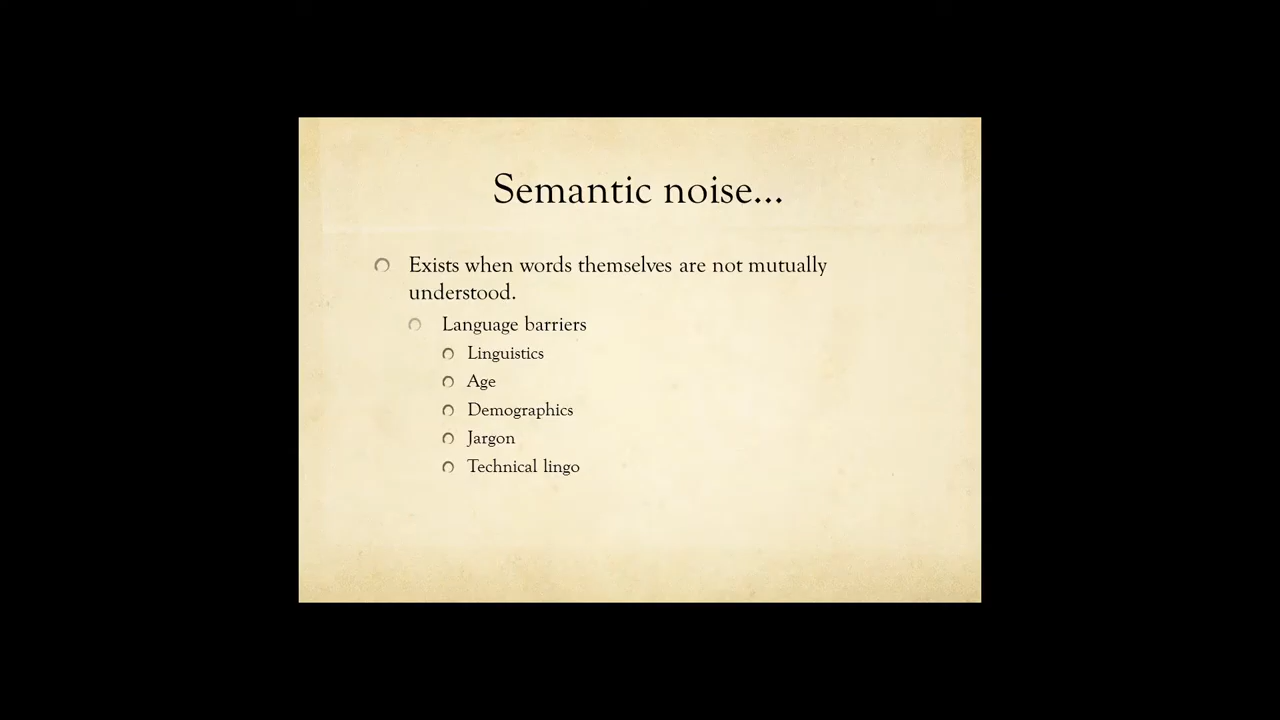 Semantic noise...
Exists when words themselves are not mutually
understood.
Language barriers
Linguistics
Age
Demographics
Jargon
Technical lingo